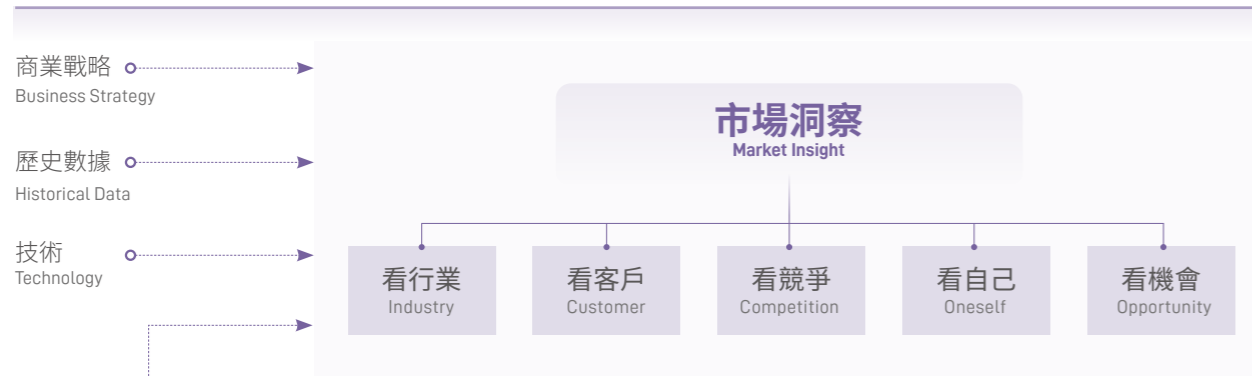 商業戰略
Business Strategy
歷史數據
Historical Data
技術
Technology
市場洞察
Market Insight
看行業
Industry
看客戶
Customer
看競爭
Competition
看自己
Oneself
看機會
Opportunity